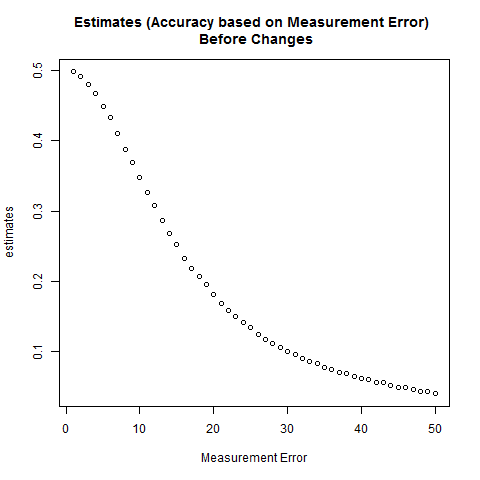 Estimates (Accuracy based on Measurement Error)
Before Changes
estimates
0.5
0.4
0.3
0.2
0.1
0 10 20 30 40 50
Measurement Error